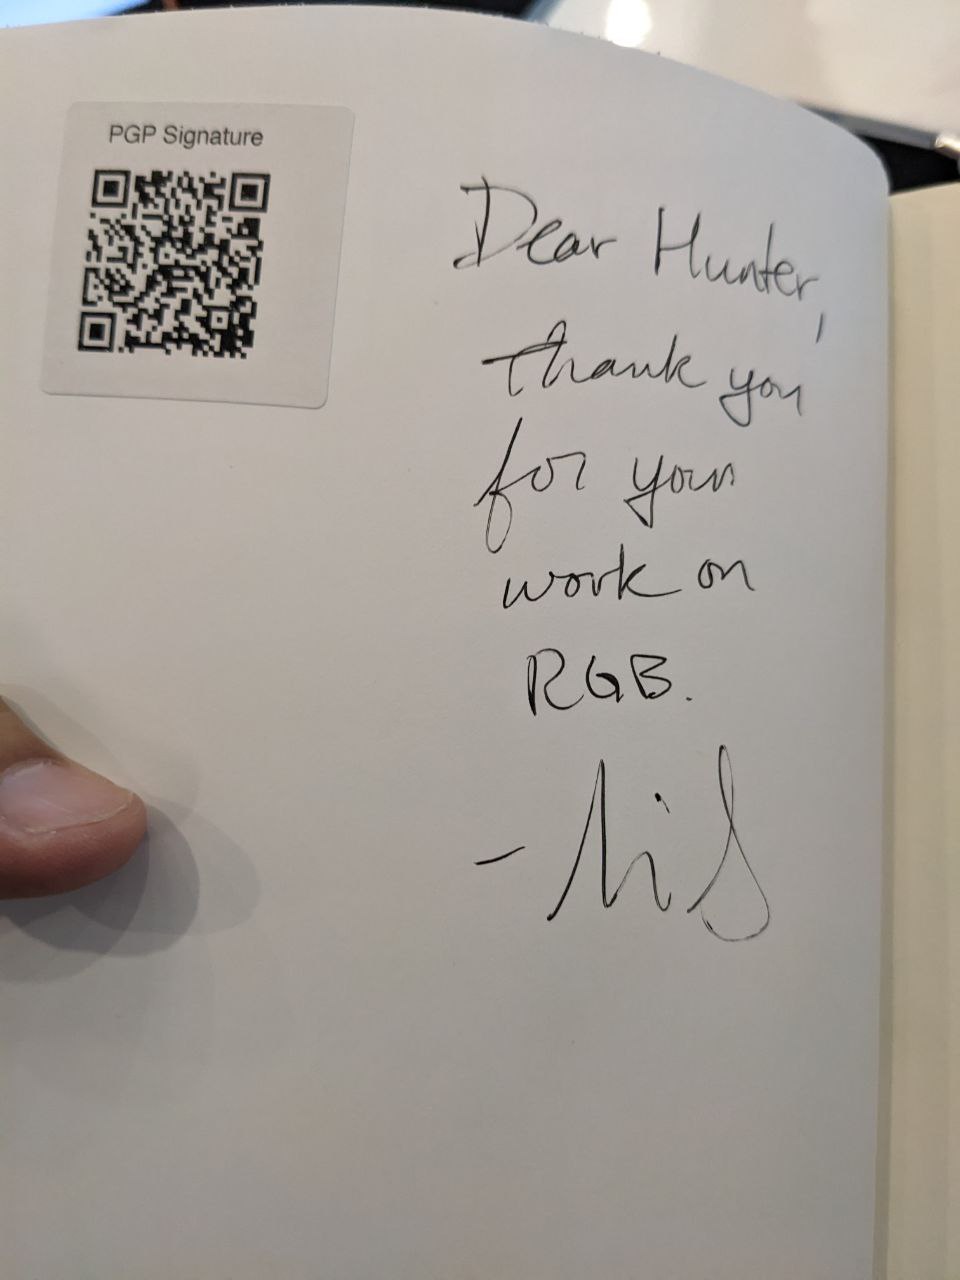 PGP Signature
Dear Hunter,
thank you
for your
work on
RGB.